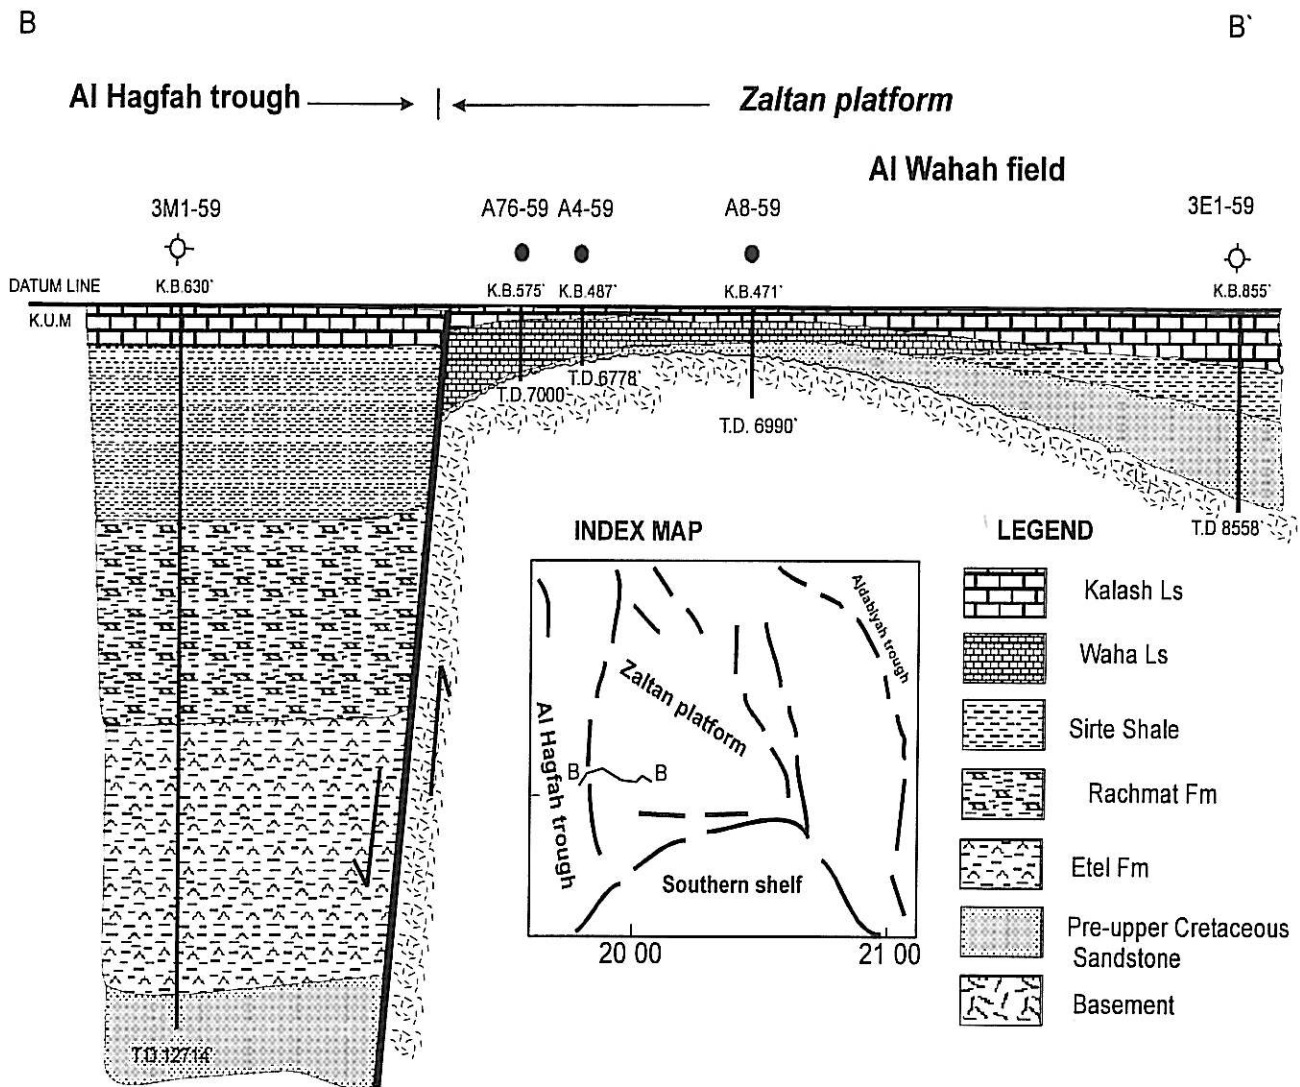 B B`
Al Hagfah trough Zaltan platform
Al Wahah field
3M1-59 A76-59 A4-59 A8-59 3E1-59
DATUM LINE K.B.630` K.B.575` K.B.487` K.B.471` K.B.855`
K.U.M
T.D.6778`
T.D.7000`
T.D. 6990`
T.D 8558`
T.D.12714`
INDEX MAP
Aldabiyah trough
Zaltan platform
Al Hagfah trough
B B
Southern shelf
20 00 21 00
LEGEND
Kalash Ls
Waha Ls
Sirte Shale
Rachmat Fm
Etel Fm
Pre-upper Cretaceous
Sandstone
Basement